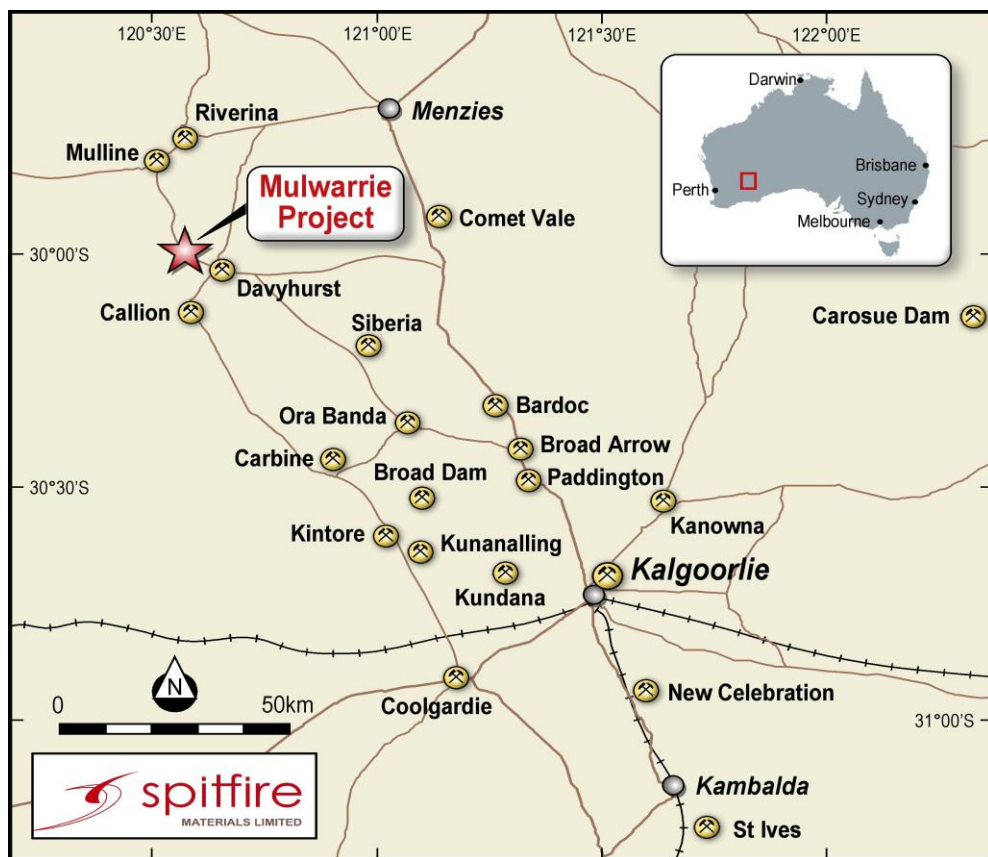 120°30'E
121°00'E
121°30'E
122°00'E
Darwin
Brisbane
Perth
Sydney
Melbourne
Menzies
Riverina
Mulline
Mulwarrie
Project
Comet Vale
30°00'S
Davyhurst
Callion
Siberia
Carosue Dam
Bardoc
Ora Banda
Broad Arrow
Carbine
Broad Dam
Paddington
30°30'S
Kanowna
Kintore
Kunanalling
Kalgoorlie
Kundana
N
0
50km
Coolgardie
New Celebration
31°00'S
Kambalda
St Ives
spitfire
MATERIALS LIMITED